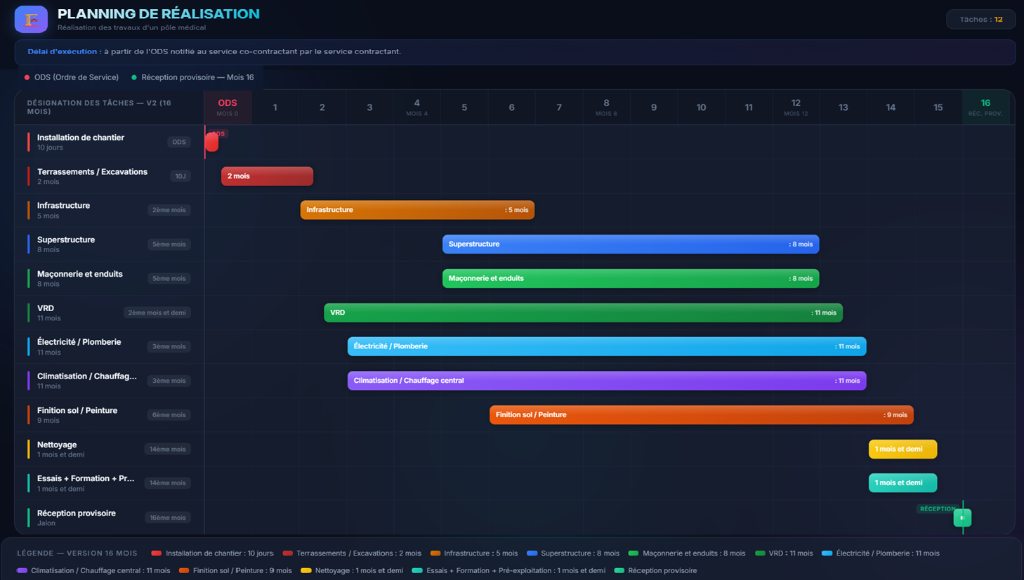 E
PLANNING DE RÉALISATION
Réalisation des travaux d'un pôle médical
Tâches : 12
Délai d'exécution : à partir de l'ODS notifié au service co-contractant par le service contractant.
ODS (Ordre de Service) Réception provisoire — Mois 16
DÉSIGNATION DES TÂCHES — V2 (16 MOIS)
ODS 1 2 3 4 5 6 7 8 9 10 11 12 13 14 15 16
MOIS 0 MOIS 4 MOIS 8 MOIS 12 RÉC. PROV.
Installation de chantier
10 jours
ODS
Terrassements / Excavations
2 mois
10J
2 mois
Infrastructure
5 mois
2ème mois
Infrastructure : 5 mois
Superstructure
8 mois
5ème mois
Superstructure : 8 mois
Maçonnerie et enduits
8 mois
5ème mois
Maçonnerie et enduits : 8 mois
VRD
11 mois
2ème mois et demi
VRD : 11 mois
Électricité / Plomberie
11 mois
3ème mois
Électricité / Plomberie : 11 mois
Climatisation / Chauffag...
11 mois
3ème mois
Climatisation / Chauffage central : 11 mois
Finition sol / Peinture
9 mois
6ème mois
Finition sol / Peinture : 9 mois
Nettoyage
1 mois et demi
14ème mois
1 mois et demi
Essais + Formation + Pr...
1 mois et demi
14ème mois
1 mois et demi
Réception provisoire
Jalon
16ème mois
RÉCEPTION
LÉGENDE — VERSION 16 MOIS Installation de chantier : 10 jours Terrassements / Excavations : 2 mois Infrastructure : 5 mois Superstructure : 8 mois Maçonnerie et enduits : 8 mois VRD : 11 mois Électricité / Plomberie : 11 mois
Climatisation / Chauffage central : 11 mois Finition sol / Peinture : 9 mois Nettoyage : 1 mois et demi Essais + Formation + Pré-exploitation : 1 mois et demi Réception provisoire